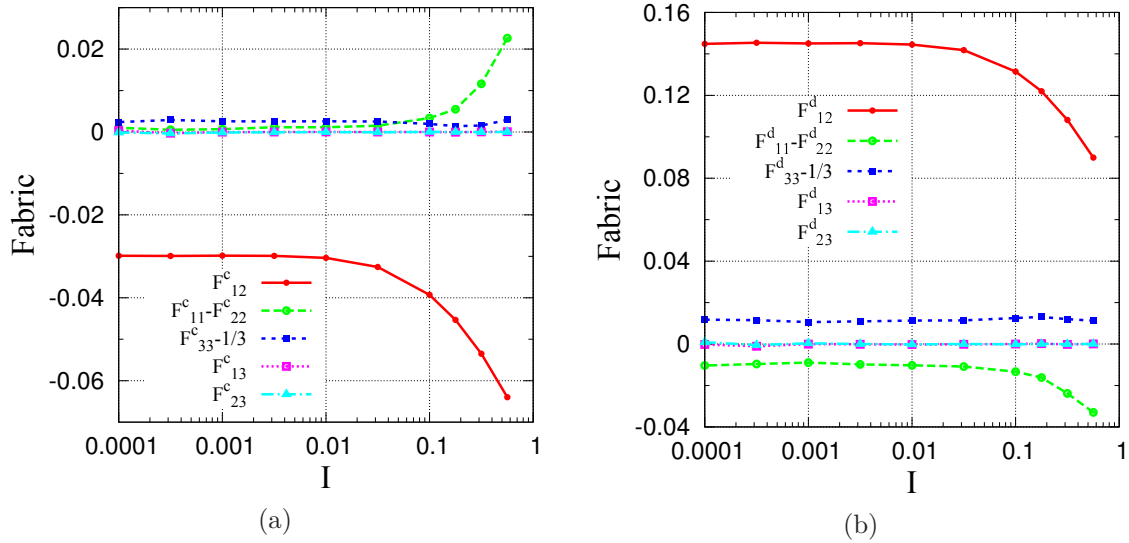 0.02
0
-0.02
-0.04
-0.06
Fabric
F^c_12
F^c_11-F^c_22
F^c_33-1/3
F^c_13
F^c_23
0.0001 0.001 0.01 0.1 1
I
(a)
0.16
0.12
0.08
0.04
0
-0.04
Fabric
F^d_12
F^d_11-F^d_22
F^d_33-1/3
F^d_13
F^d_23
0.0001 0.001 0.01 0.1 1
I
(b)